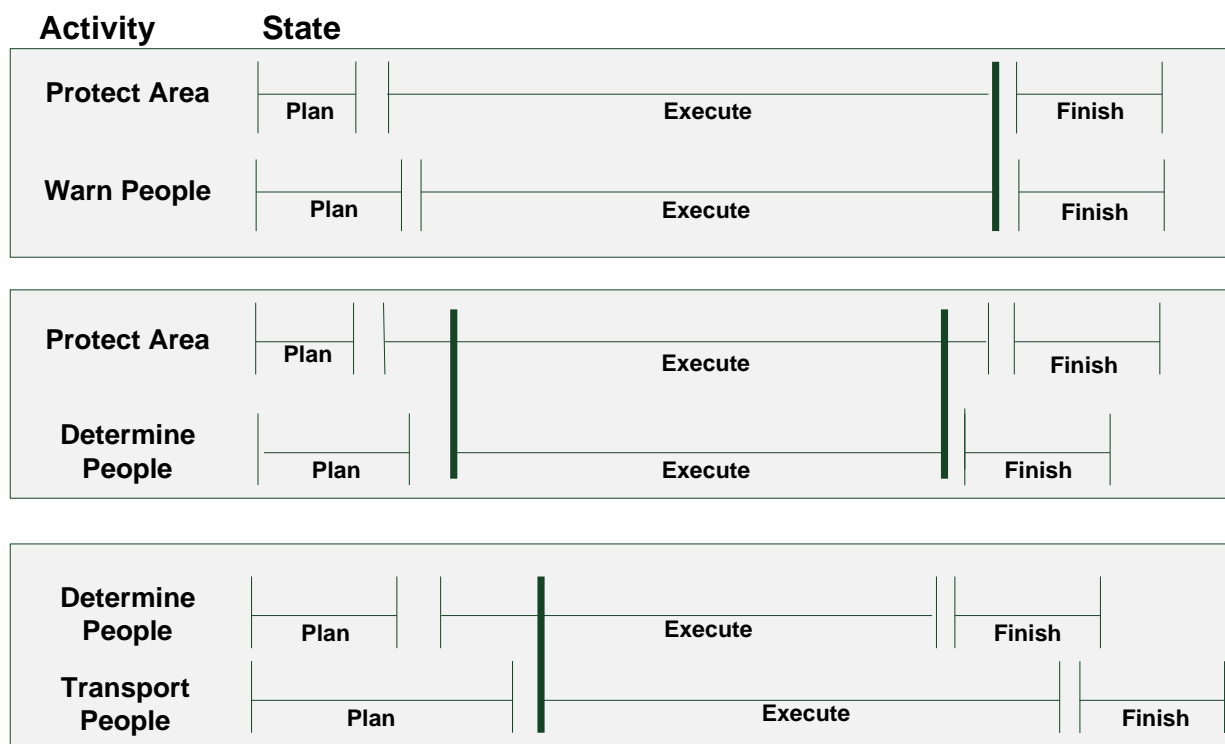 Activity State
Protect Area
Plan Execute Finish
Warn People
Plan Execute Finish
Protect Area
Plan Execute Finish
Determine
People
Plan Execute Finish
Determine
People
Plan Execute Finish
Transport
People
Plan Execute Finish